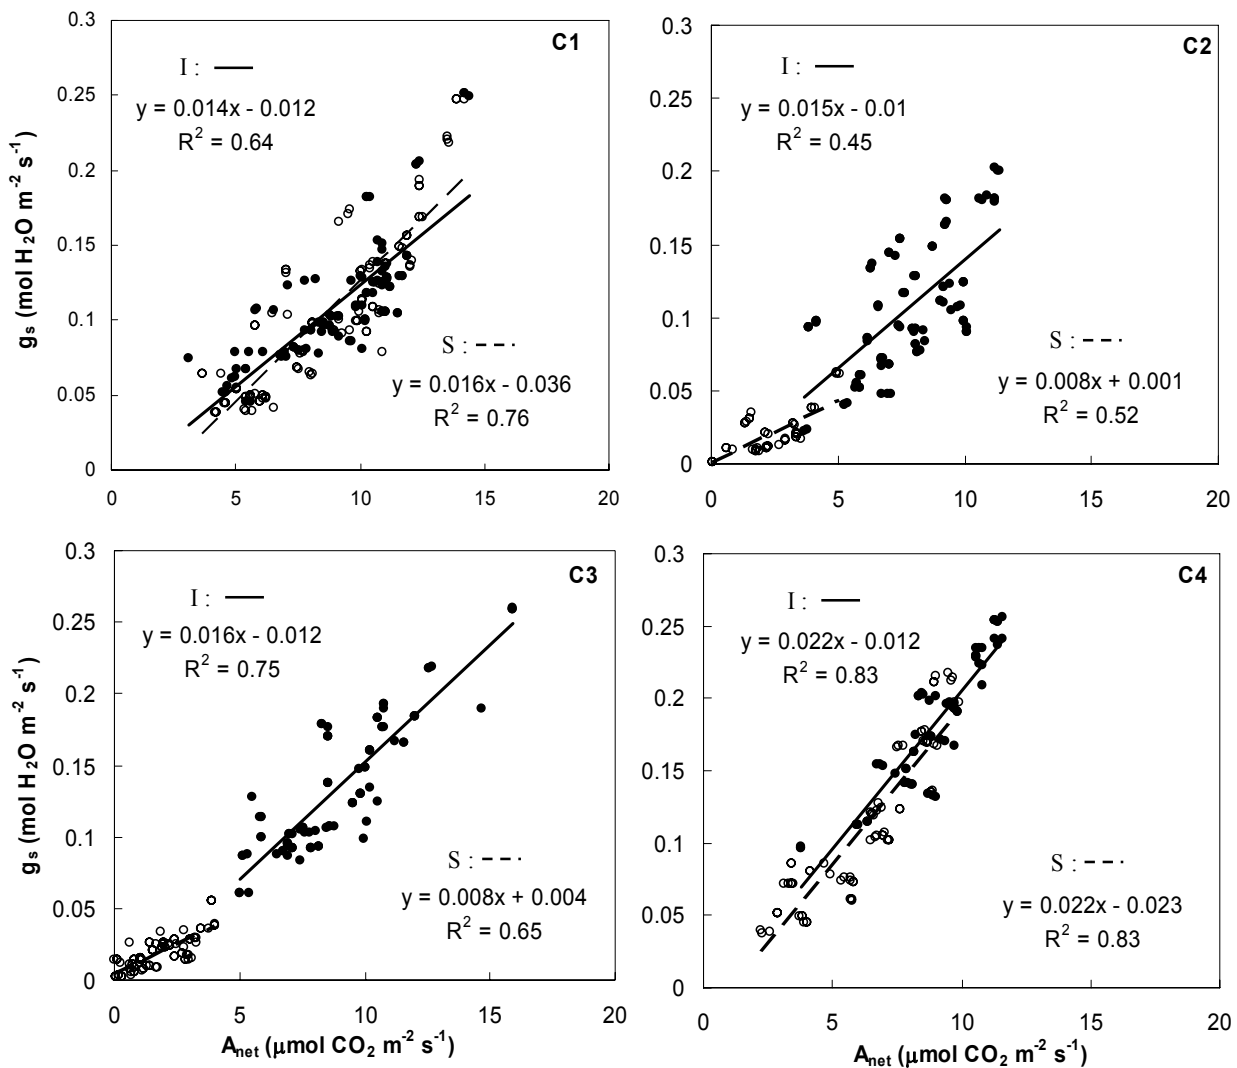 C1
0.3
0.25
0.2
0.15
0.1
0.05
0
0 5 10 15 20
I :
y = 0.014x - 0.012
R² = 0.64
S :
y = 0.016x - 0.036
R² = 0.76
gs (mol H₂O m⁻² s⁻¹)
C2
0.3
0.25
0.2
0.15
0.1
0.05
0
0 5 10 15 20
I :
y = 0.015x - 0.01
R² = 0.45
S :
y = 0.008x + 0.001
R² = 0.52
C3
0.3
0.25
0.2
0.15
0.1
0.05
0
0 5 10 15 20
I :
y = 0.016x - 0.012
R² = 0.75
S :
y = 0.008x + 0.004
R² = 0.65
gs (mol H₂O m⁻² s⁻¹)
Anet (µmol CO₂ m⁻² s⁻¹)
C4
0.3
0.25
0.2
0.15
0.1
0.05
0
0 5 10 15 20
I :
y = 0.022x - 0.012
R² = 0.83
S :
y = 0.022x - 0.023
R² = 0.83
Anet (µmol CO₂ m⁻² s⁻¹)